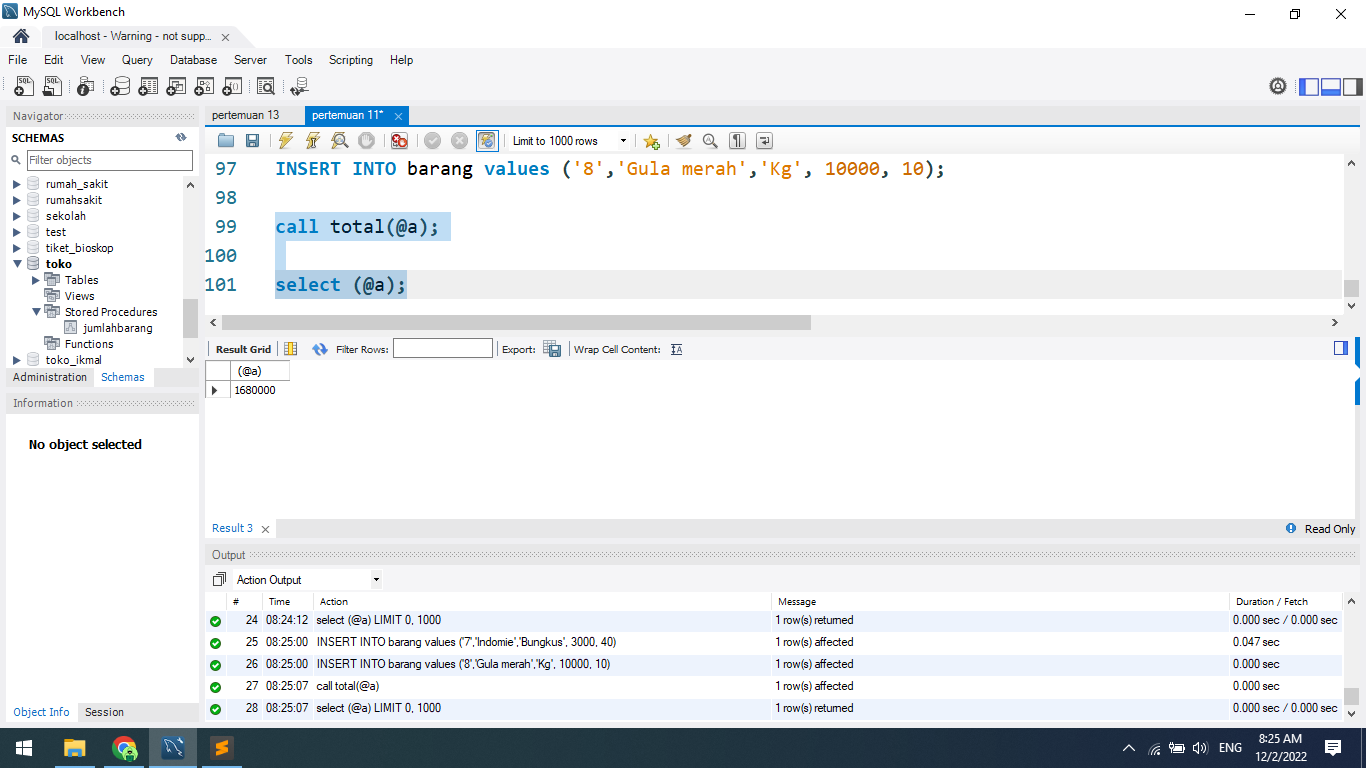 MySQL Workbench
localhost - Warning - not supp...
File Edit View Query Database Server Tools Scripting Help
Navigator
SCHEMAS
Filter objects
rumah_sakit
rumahsakit
sekolah
test
tiket_bioskop
toko
Tables
Views
Stored Procedures
jumlahbarang
Functions
toko_ikmal
Administration Schemas
Information
No object selected
Object Info Session
pertemuan 13 pertemuan 11*
Limit to 1000 rows
97 INSERT INTO barang values ('8','Gula merah','Kg', 10000, 10);
98
99 call total(@a);
100
101 select (@a);
Result Grid Filter Rows: Export: Wrap Cell Content:
(@a)
1680000
Result 3 Read Only
Output
Action Output
# Time Action Message Duration / Fetch
24 08:24:12 select (@a) LIMIT 0, 1000 1 row(s) returned 0.000 sec / 0.000 sec
25 08:25:00 INSERT INTO barang values ('7','Indomie','Bungkus', 3000, 40) 1 row(s) affected 0.047 sec
26 08:25:00 INSERT INTO barang values ('8','Gula merah','Kg', 10000, 10) 1 row(s) affected 0.000 sec
27 08:25:07 call total(@a) 1 row(s) affected 0.000 sec
28 08:25:07 select (@a) LIMIT 0, 1000 1 row(s) returned 0.000 sec / 0.000 sec
ENG
8:25 AM
12/2/2022